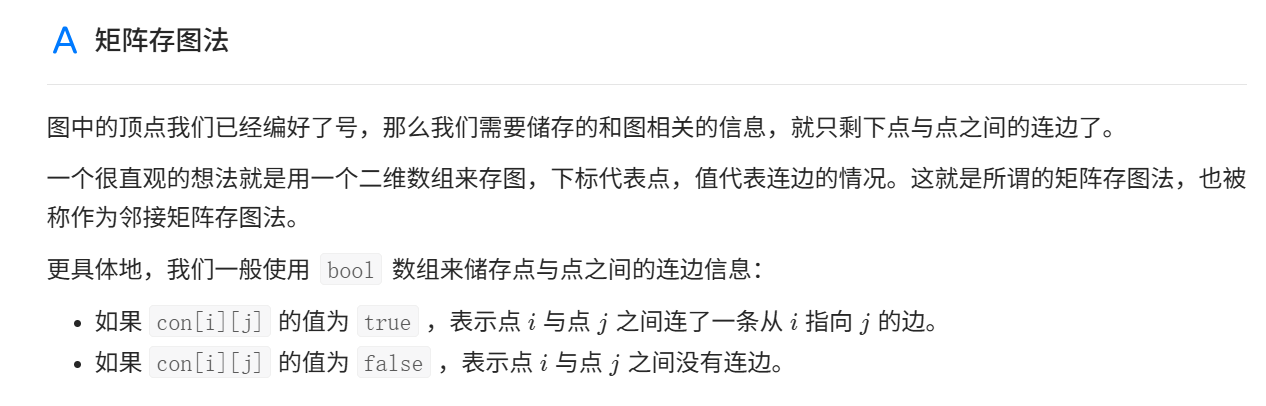 A 矩阵存图法
图中的顶点我们已经编好了号，那么我们需要储存的和图相关的信息，就只剩下点与点之间的连边了。
一个很直观的想法就是用一个二维数组来存图，下标代表点，值代表连边的情况。这就是所谓的矩阵存图法，也被
称作为邻接矩阵存图法。
更具体地，我们一般使用 bool 数组来储存点与点之间的连边信息：
• 如果 con[i][j] 的值为 true ，表示点 i 与点 j 之间连了一条从 i 指向 j 的边。
• 如果 con[i][j] 的值为 false ，表示点 i 与点 j 之间没有连边。